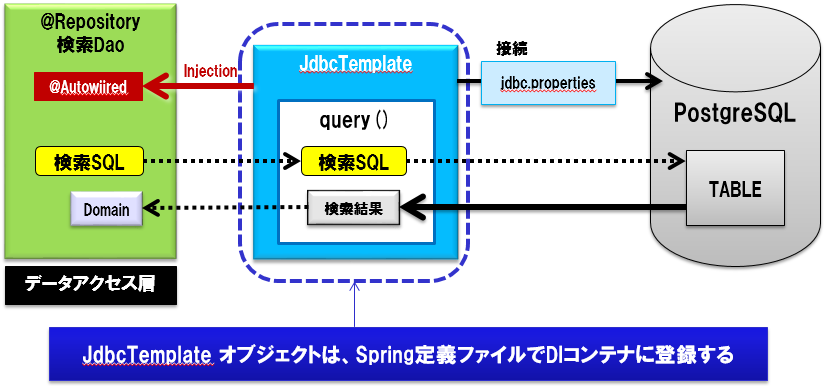 @Repository
検索Dao
@Autowiired
検索SQL
Domain
データアクセス層
Injection
JdbcTemplate
query()
検索SQL
検索結果
接続
jdbc.properties
PostgreSQL
TABLE
JdbcTemplate オブジェクトは、Spring定義ファイルでDIコンテナに登録する